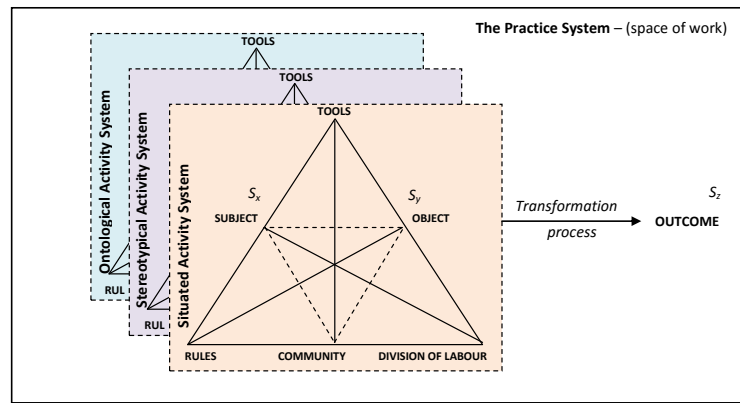 The Practice System – (space of work)
TOOLS
Ontological Activity System
RUL
TOOLS
Stereotypical Activity System
RUL
TOOLS
Situated Activity System
Sx
Sy
SUBJECT
OBJECT
RULES
COMMUNITY
DIVISION OF LABOUR
Transformation
process
Sz
OUTCOME